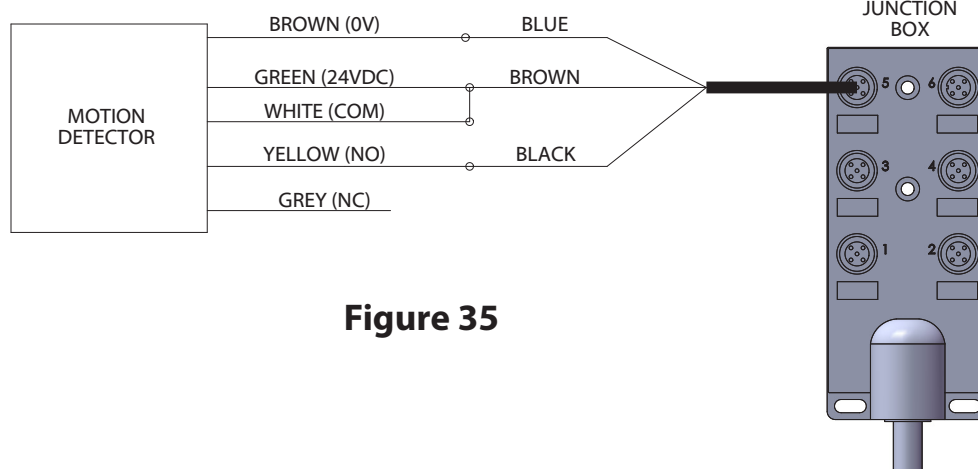 JUNCTION
BOX
BROWN (0V) BLUE
GREEN (24VDC) BROWN
WHITE (COM)
MOTION
DETECTOR
YELLOW (NO) BLACK
GREY (NC)
5 6
3 4
1 2
Figure 35